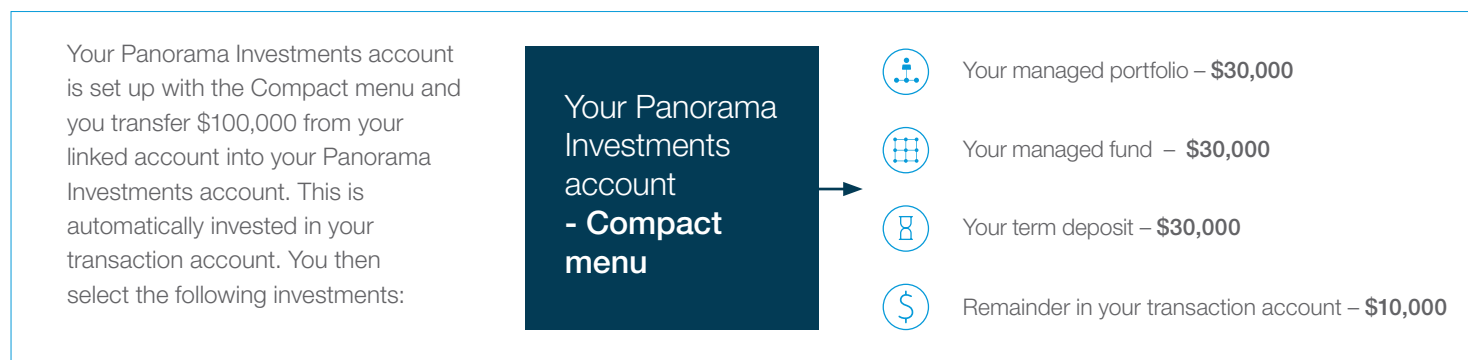 Your Panorama Investments account
is set up with the Compact menu and
you transfer $100,000 from your
linked account into your Panorama
Investments account. This is
automatically invested in your
transaction account. You then
select the following investments:
Your Panorama
Investments
account
- Compact
menu
Your managed portfolio – $30,000
Your managed fund – $30,000
Your term deposit – $30,000
Remainder in your transaction account – $10,000